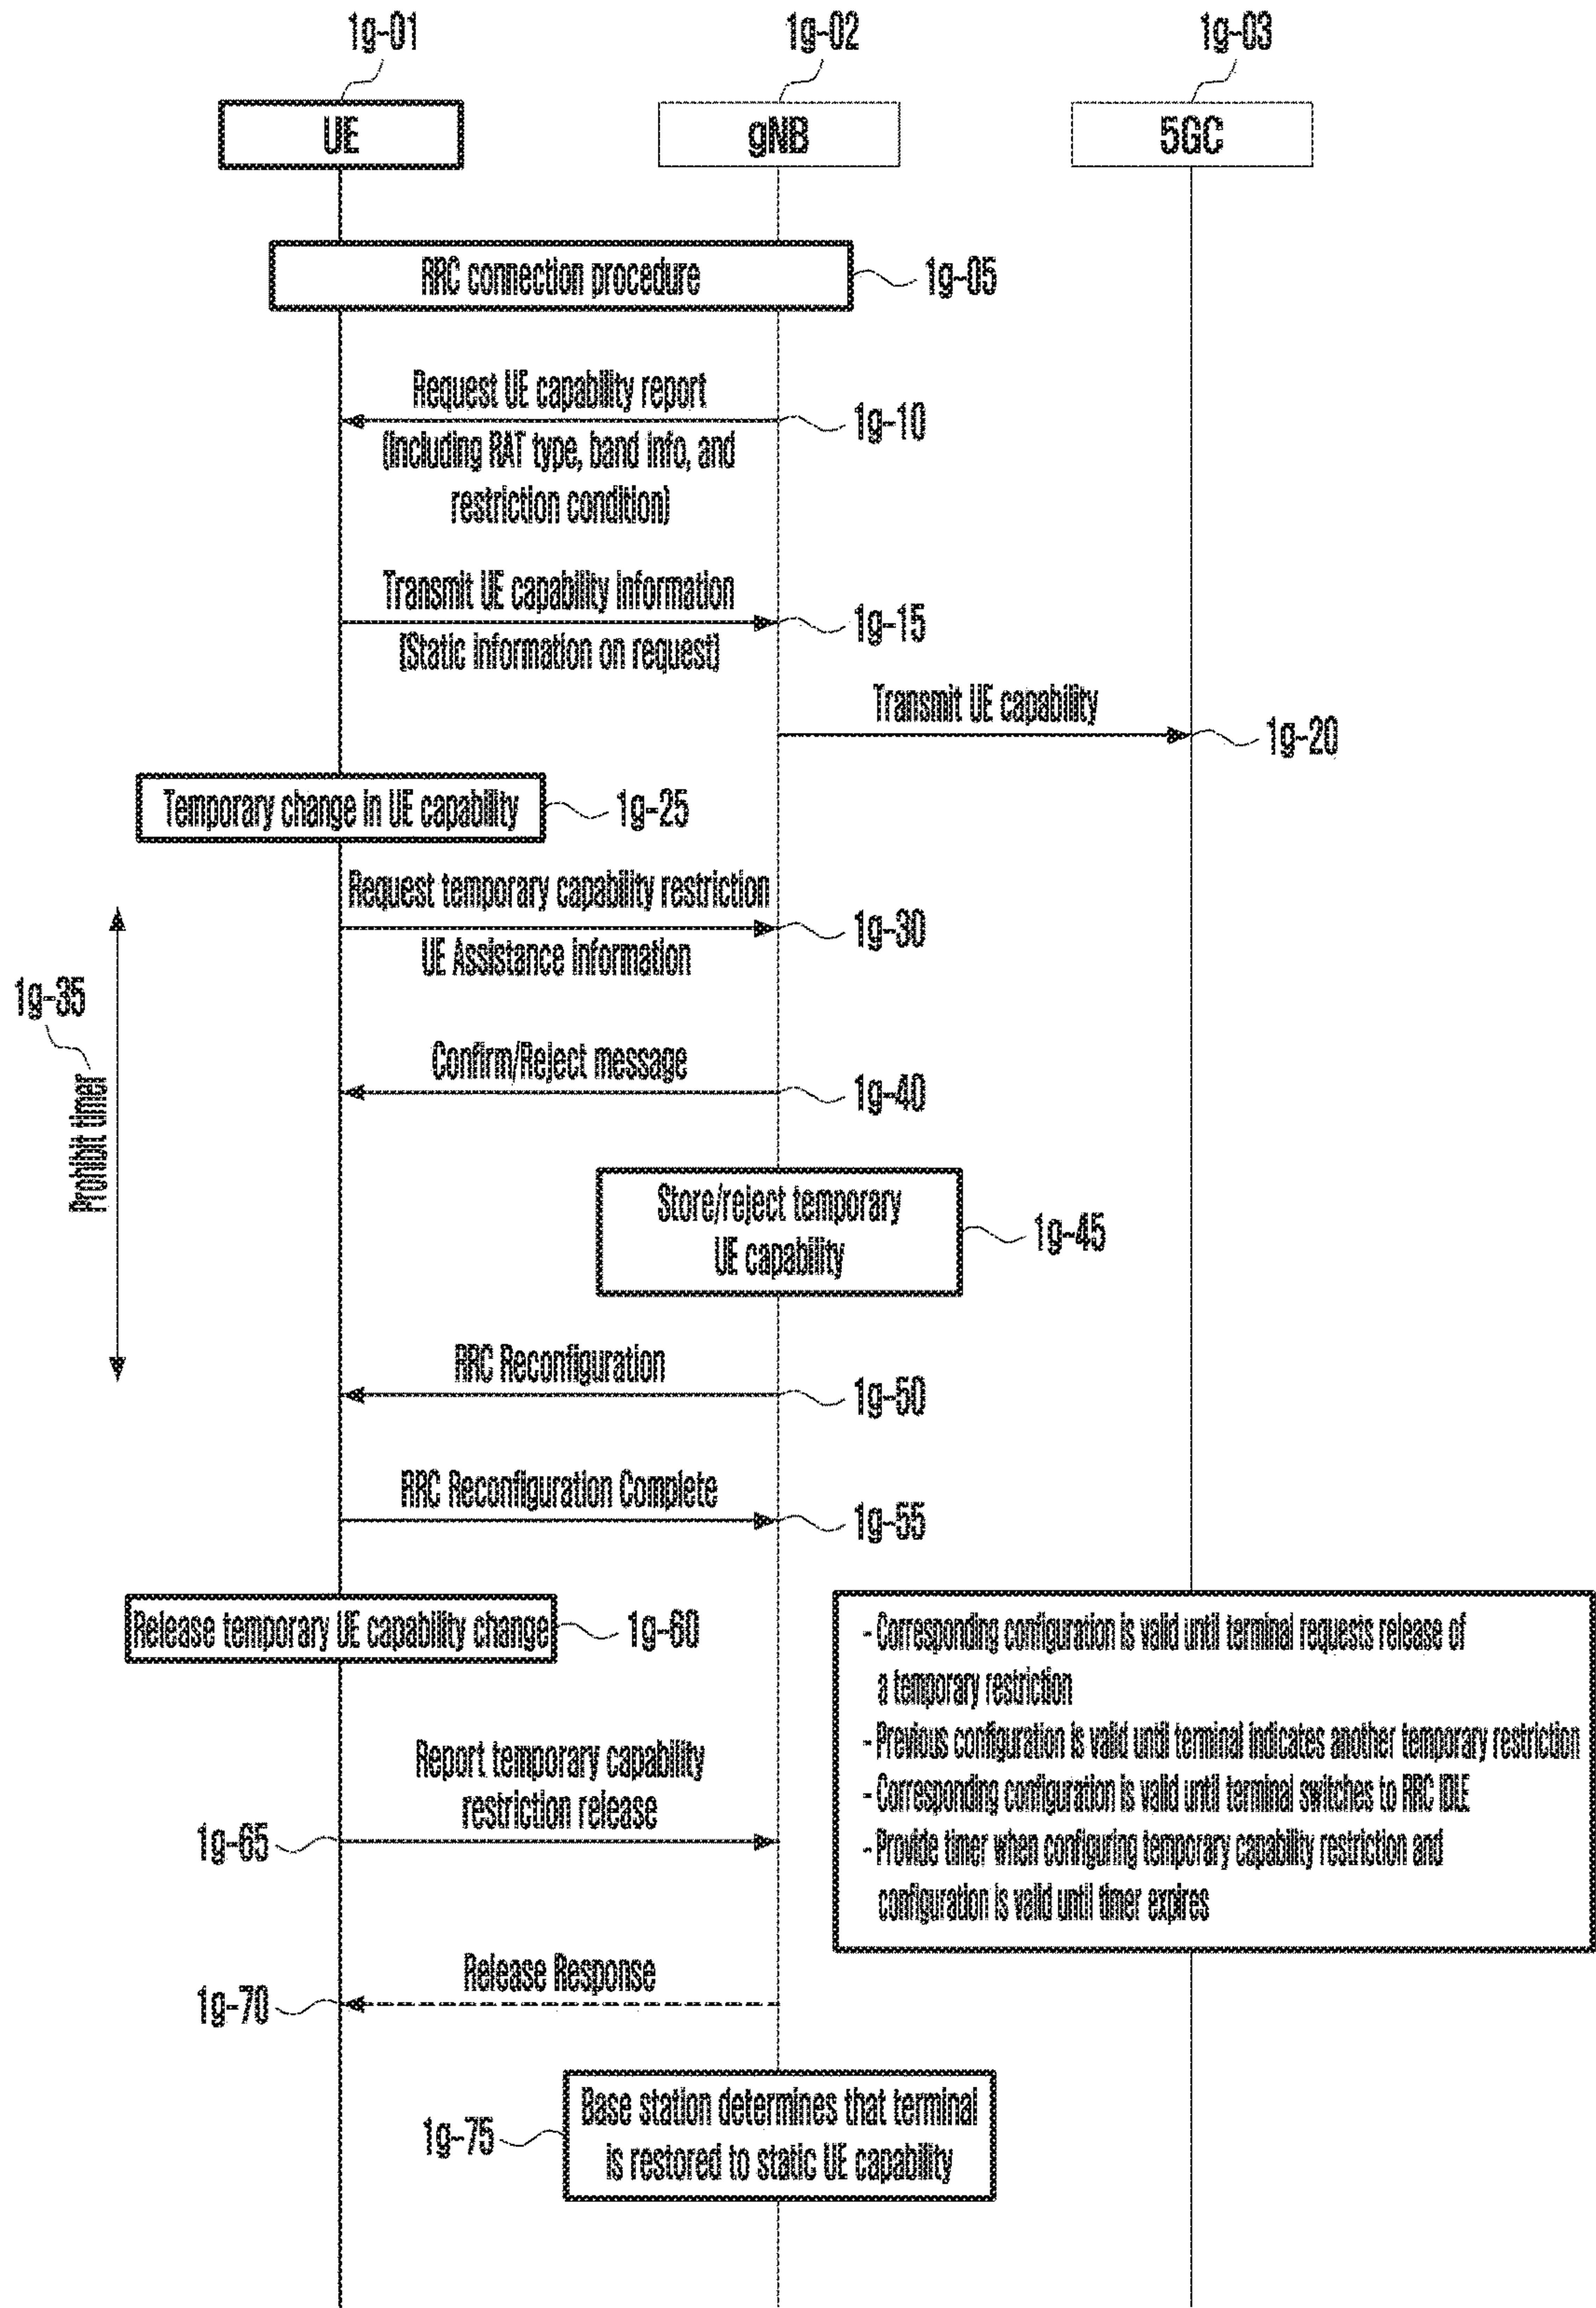 1g-01
1g-02
1g-03
UE
gNB
5GC
RRC connection procedure
1g-05
Request UE capability report
1g-10
(Including RAT type, band info, and
restriction condition)
Transmit UE capability information
1g-15
(Static information on request)
Transmit UE capability
1g-20
Temporary change in UE capability
1g-25
Request temporary capability restriction
1g-30
UE Assistance information
1g-35
Prohibit timer
Confirm/Reject message
1g-40
Store/reject temporary
UE capability
1g-45
RRC Reconfiguration
1g-50
RRC Reconfiguration Complete
1g-55
Release temporary UE capability change
1g-60
- Corresponding configuration is valid until terminal requests release of
a temporary restriction
- Previous configuration is valid until terminal indicates another temporary restriction
- Corresponding configuration is valid until terminal switches to RRC IDLE
- Provide timer when configuring temporary capability restriction and
configuration is valid until timer expires
Report temporary capability
restriction release
1g-65
Release Response
1g-70
Base station determines that terminal
is restored to static UE capability
1g-75